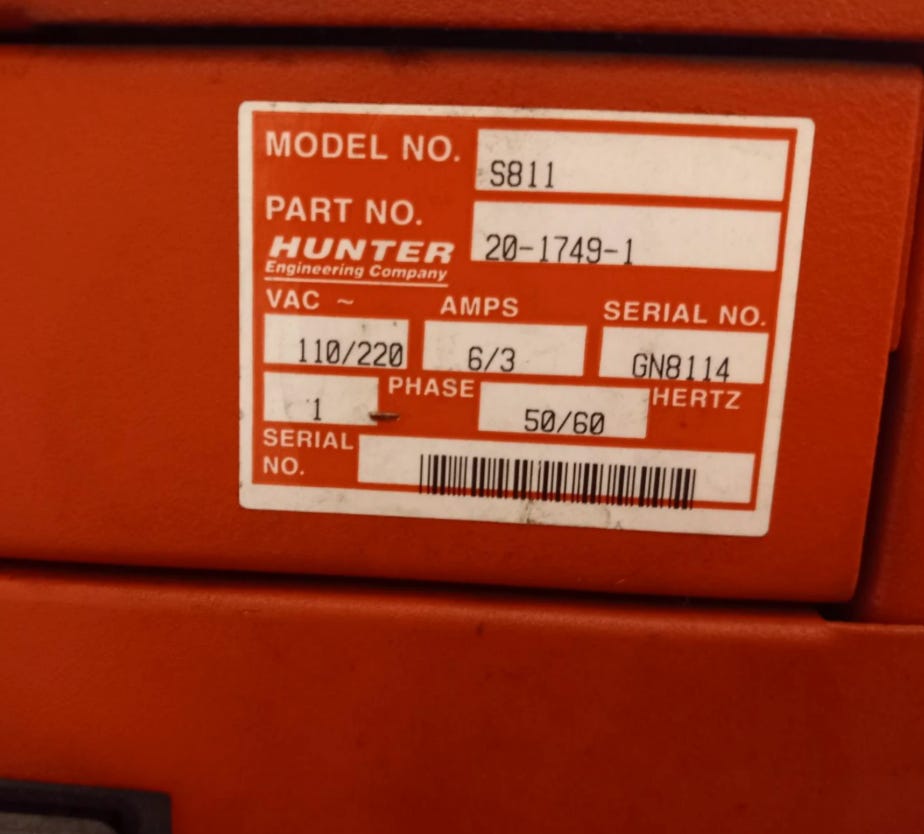 MODEL NO. S811
PART NO. 20-1749-1
HUNTER
Engineering Company
VAC ~ AMPS SERIAL NO.
110/220 6/3 GN8114
1 PHASE 50/60 HERTZ
SERIAL
NO.